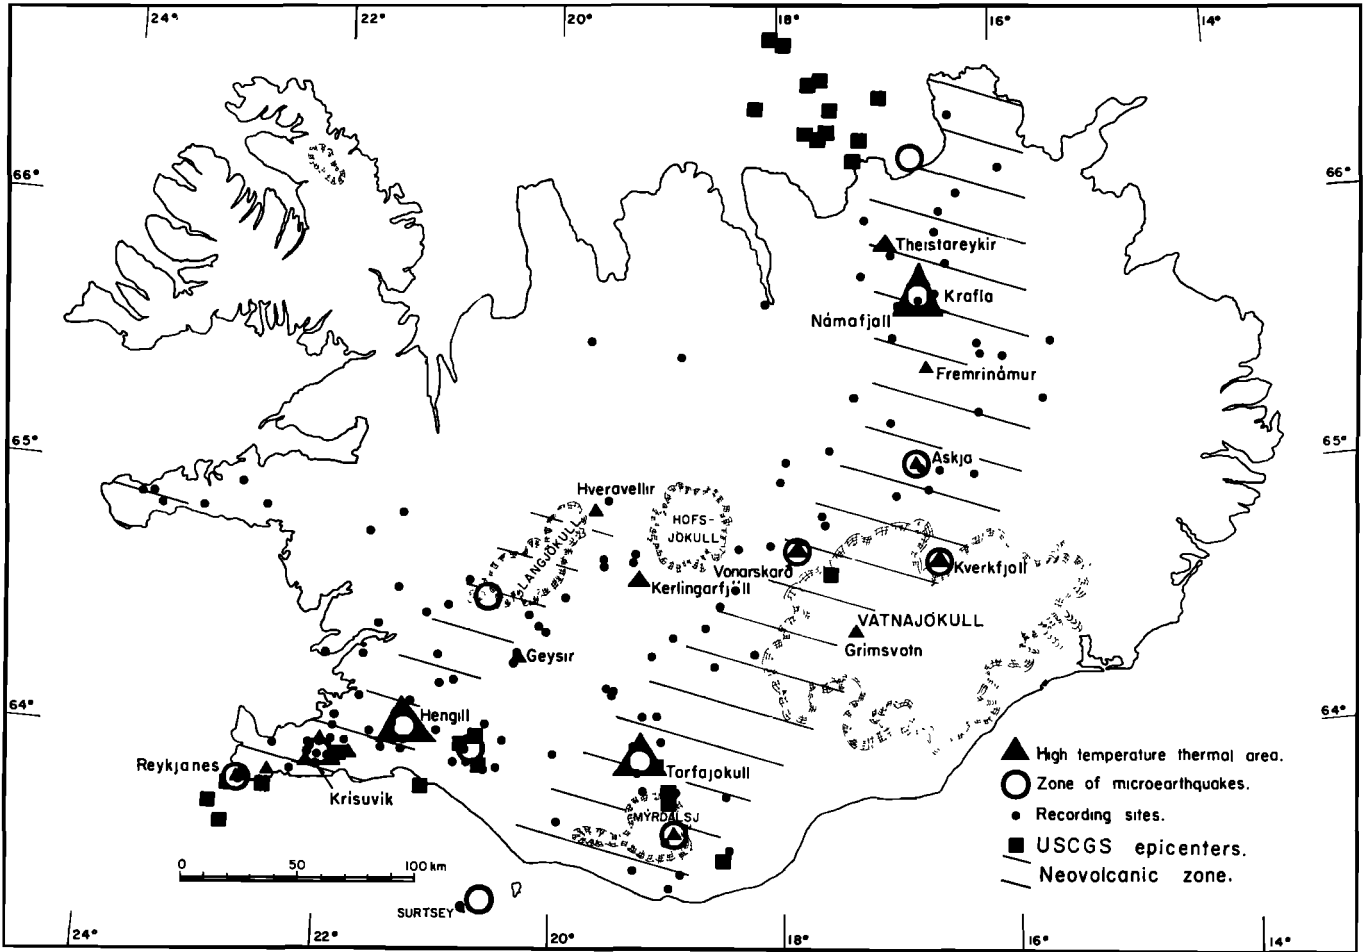 24° 22° 20° 18° 16° 14°
66° 66°
Theistareykir
Krafla
Námafjall
Fremrinámur
65° 65°
Askja
Hveravellir
HOFS-
JÖKULL
LANGJÖKULL
Vonarskard
Kverkfjöll
Kerlingarfjöll
VATNAJÖKULL
Grimsvotn
Geysir
64° 64°
Hengill
Reykjanes
Torfajokull
Krisuvik
MÝRDALSJ
High temperature thermal area.
Zone of microearthquakes.
Recording sites.
USCGS epicenters.
Neovolcanic zone.
0 50 100 km
SURTSEY
24° 22° 20° 18° 16° 14°